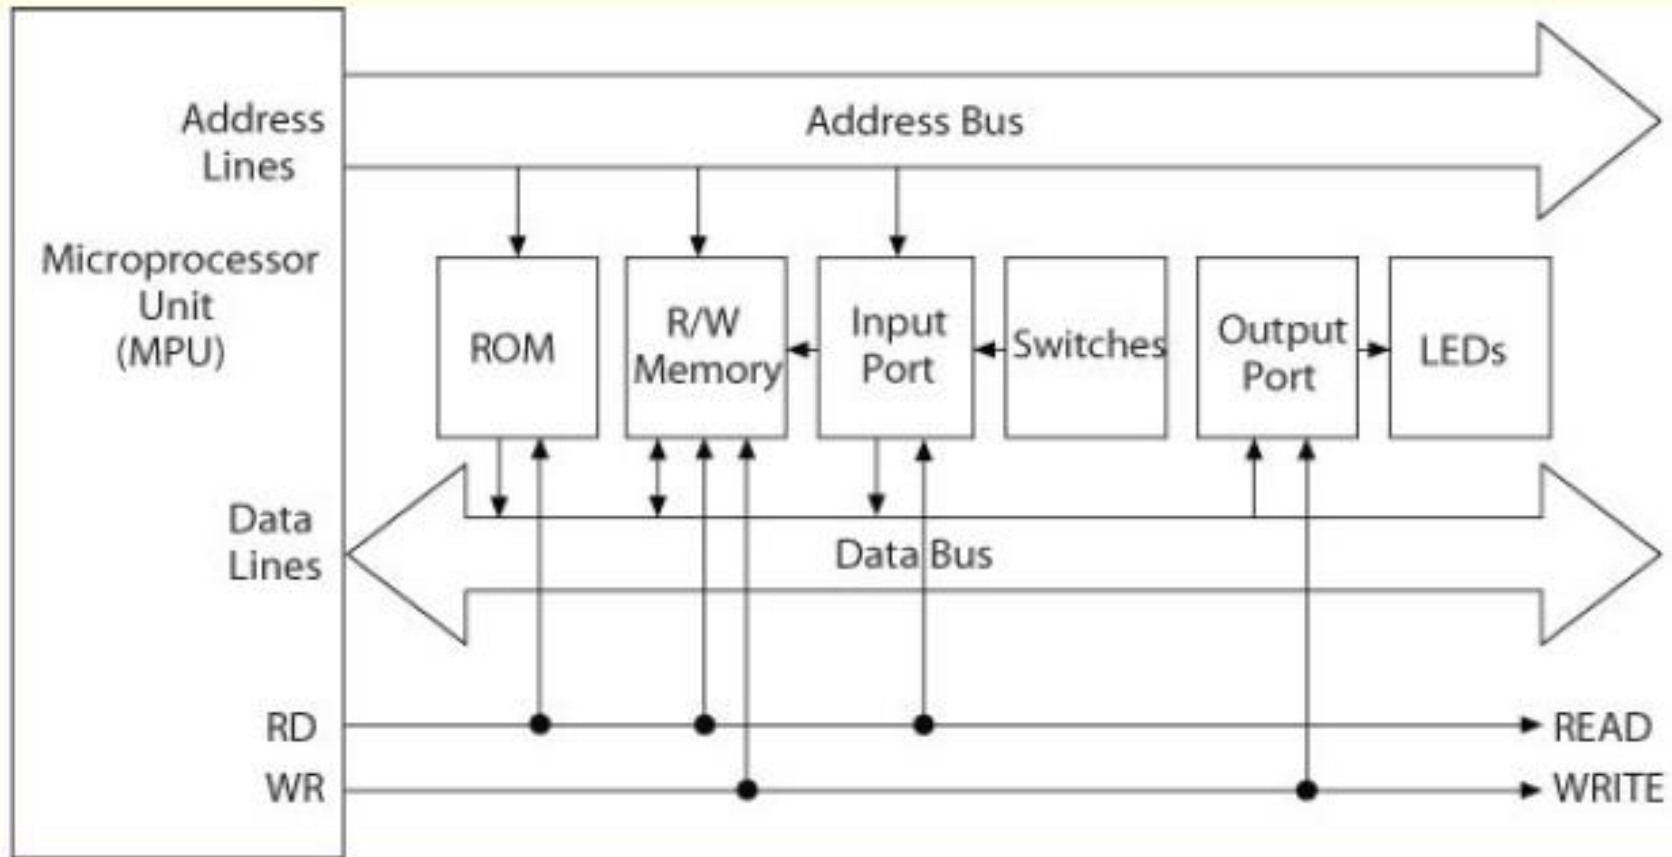 Address
Lines
Address Bus
Microprocessor
Unit
(MPU)
ROM
R/W
Memory
Input
Port
Switches
Output
Port
LEDs
Data
Lines
Data Bus
RD
READ
WR
WRITE